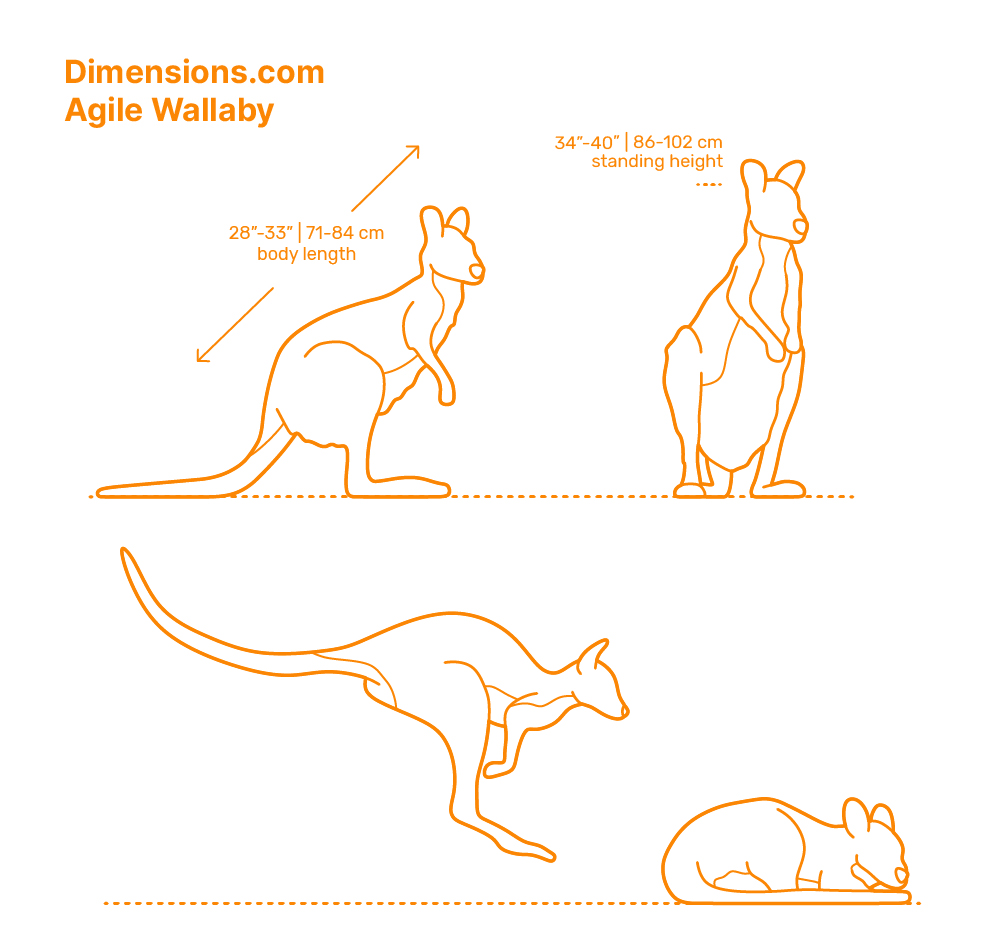 Dimensions.com
Agile Wallaby
34”-40” | 86-102 cm
standing height
28”-33” | 71-84 cm
body length